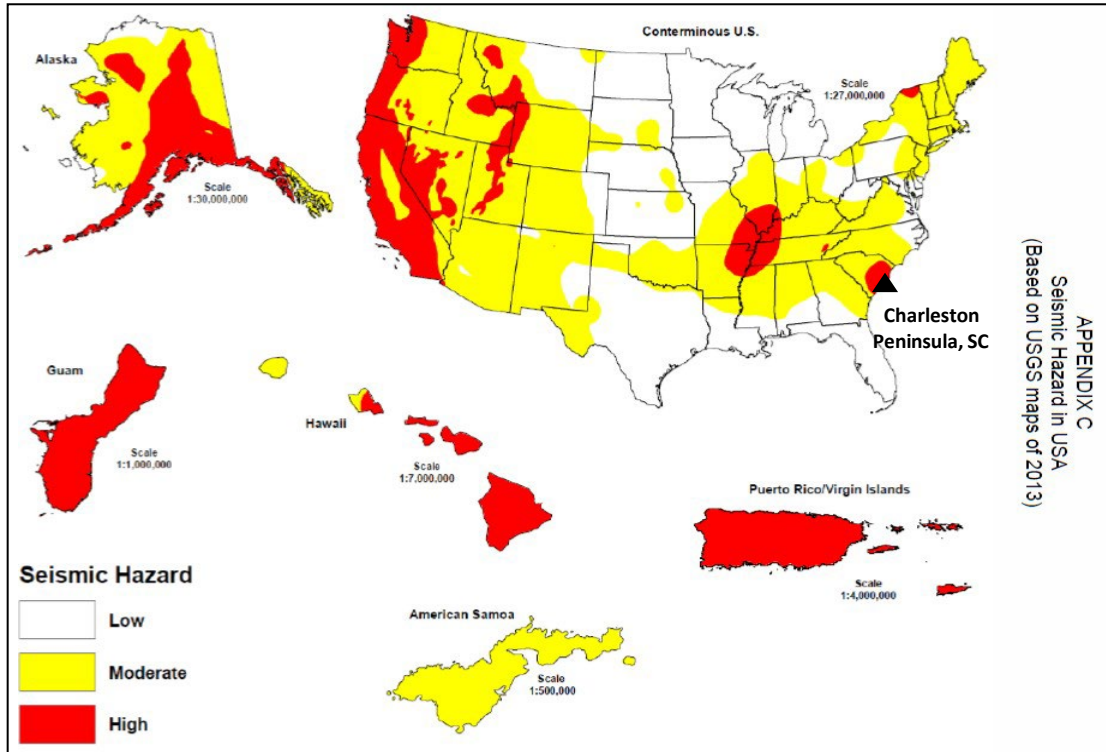 Conterminous U.S.
Alaska
Scale
1:27,000,000
Scale
1:30,000,000
Charleston
Peninsula, SC
APPENDIX C
Seismic Hazard in USA
(Based on USGS maps of 2013)
Guam
Hawaii
Scale
1:1,000,000
Scale
1:7,000,000
Puerto Rico/Virgin Islands
Scale
1:4,000,000
Seismic Hazard
Low
Moderate
High
American Samoa
Scale
1:500,000